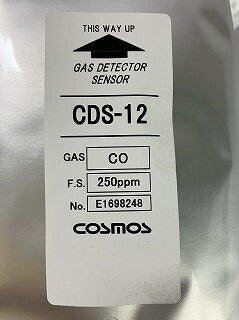 THIS WAY UP
GAS DETECTOR
SENSOR
CDS-12
GAS CO
F.S. 250ppm
No. E1698248
COSMOS